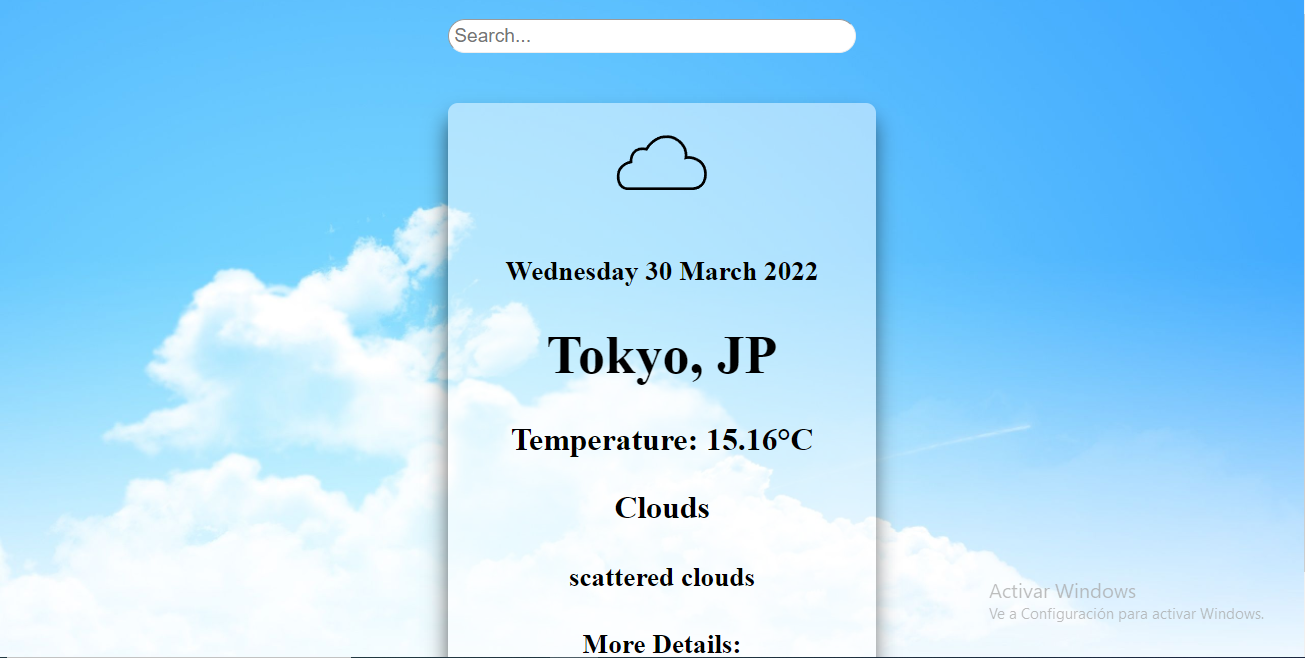 Search...
Wednesday 30 March 2022
Tokyo, JP
Temperature: 15.16°C
Clouds
scattered clouds
More Details:
Activar Windows
Ve a Configuración para activar Windows.